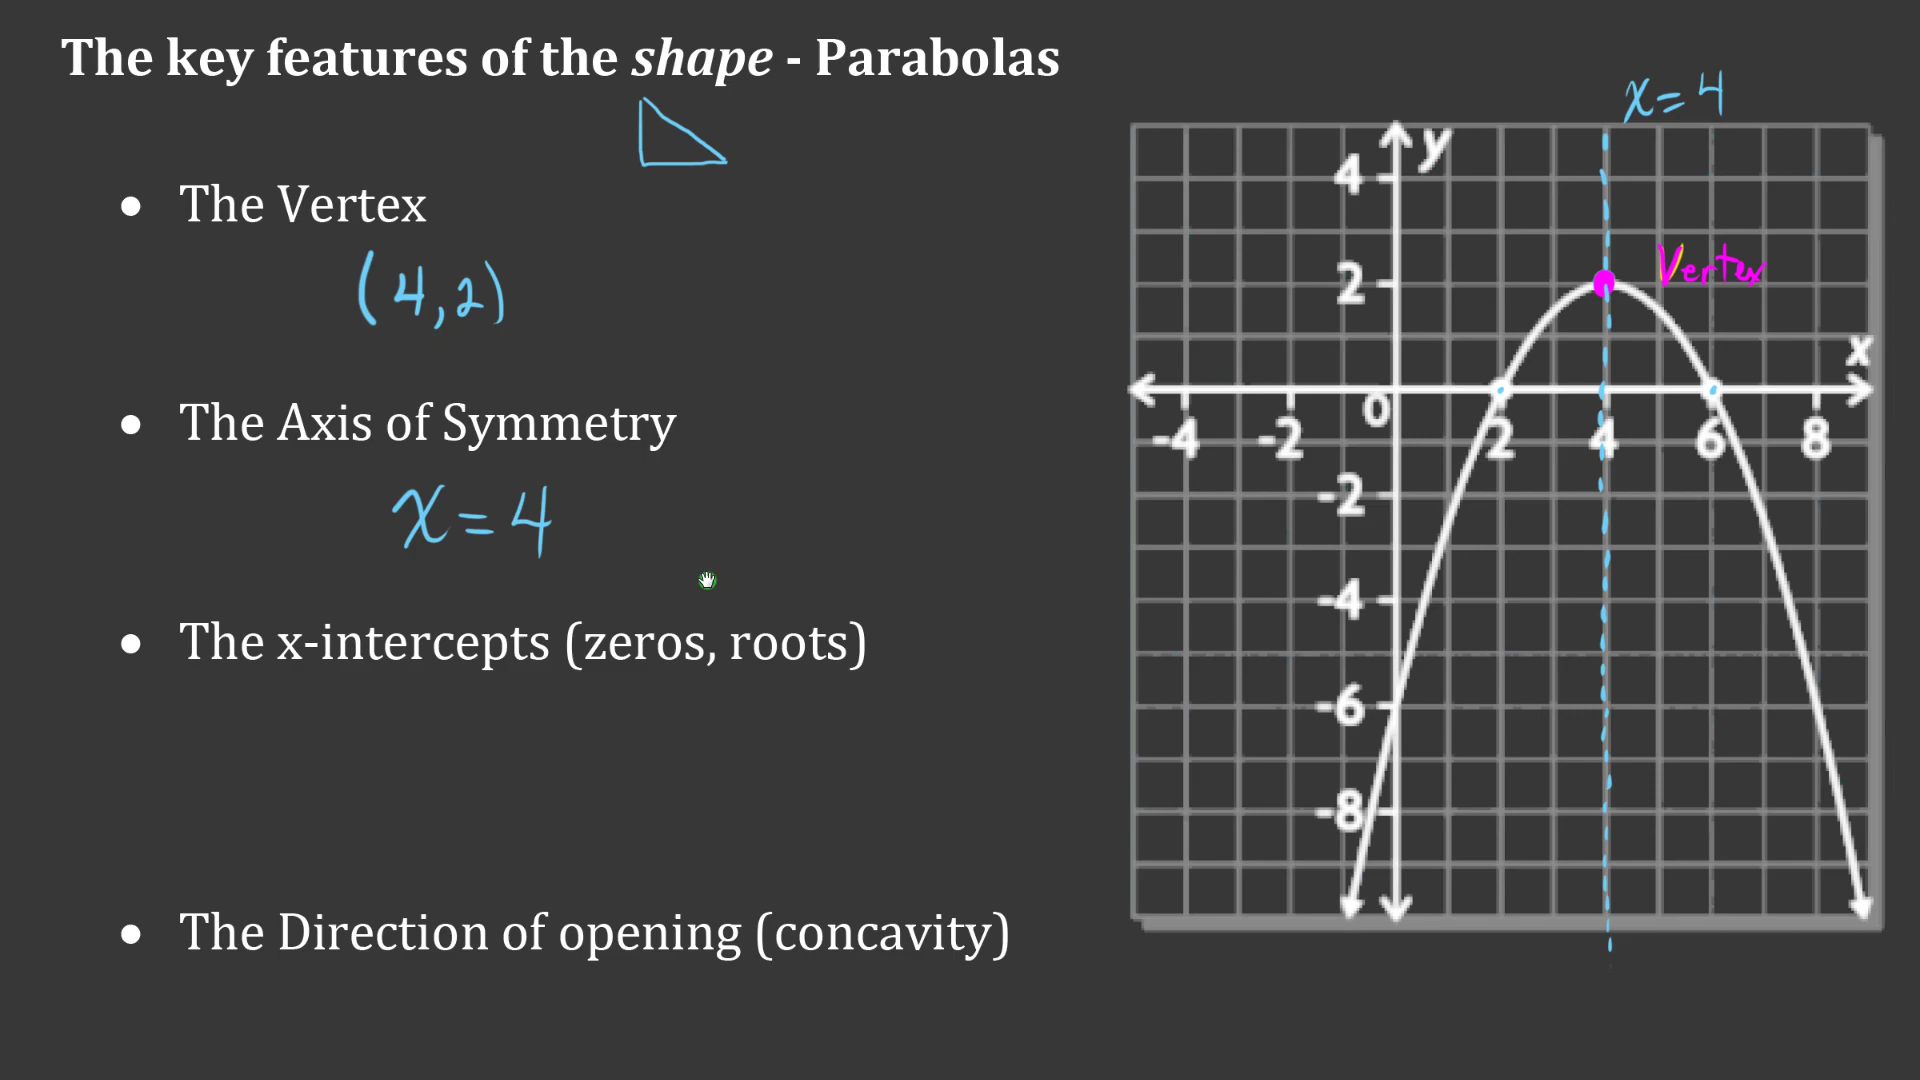 The key features of the shape - Parabolas
● The Vertex
(4,2)
● The Axis of Symmetry
x=4
● The x-intercepts (zeros, roots)
● The Direction of opening (concavity)
x=4
y
4
Vertex
2
x
0
-4 -2 2 4 6 8
-2
-4
-6
-8